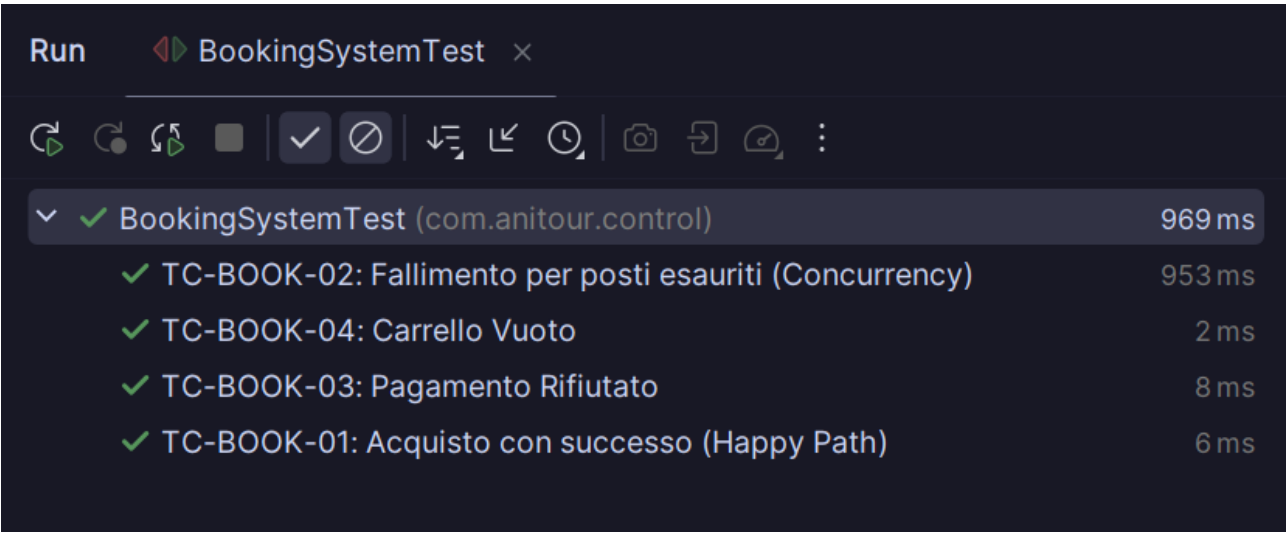 Run BookingSystemTest
BookingSystemTest (com.anitour.control) 969 ms
TC-BOOK-02: Fallimento per posti esauriti (Concurrency) 953 ms
TC-BOOK-04: Carrello Vuoto 2 ms
TC-BOOK-03: Pagamento Rifiutato 8 ms
TC-BOOK-01: Acquisto con successo (Happy Path) 6 ms